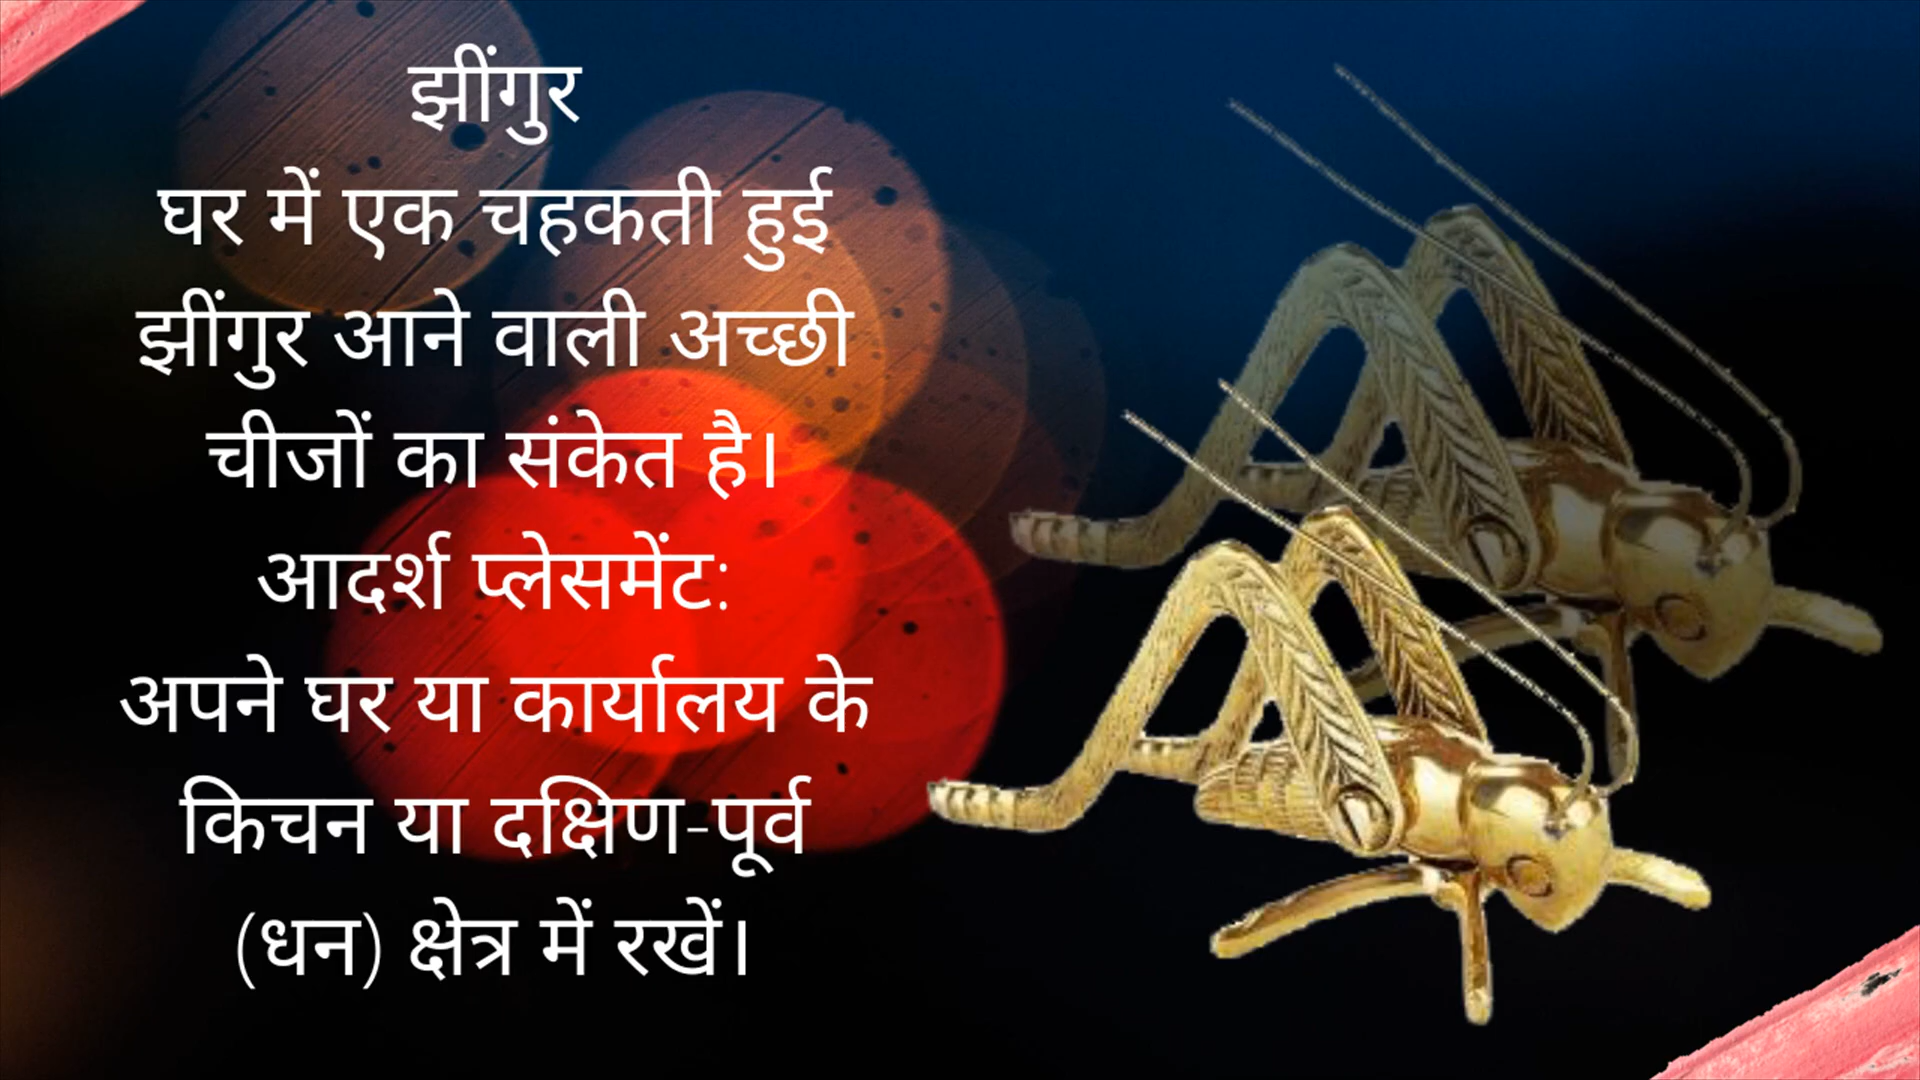 झींगुर
घर में एक चहकती हुई
झींगुर आने वाली अच्छी
चीजों का संकेत है।
आदर्श प्लेसमेंट:
अपने घर या कार्यालय के
किचन या दक्षिण-पूर्व
(धन) क्षेत्र में रखें।